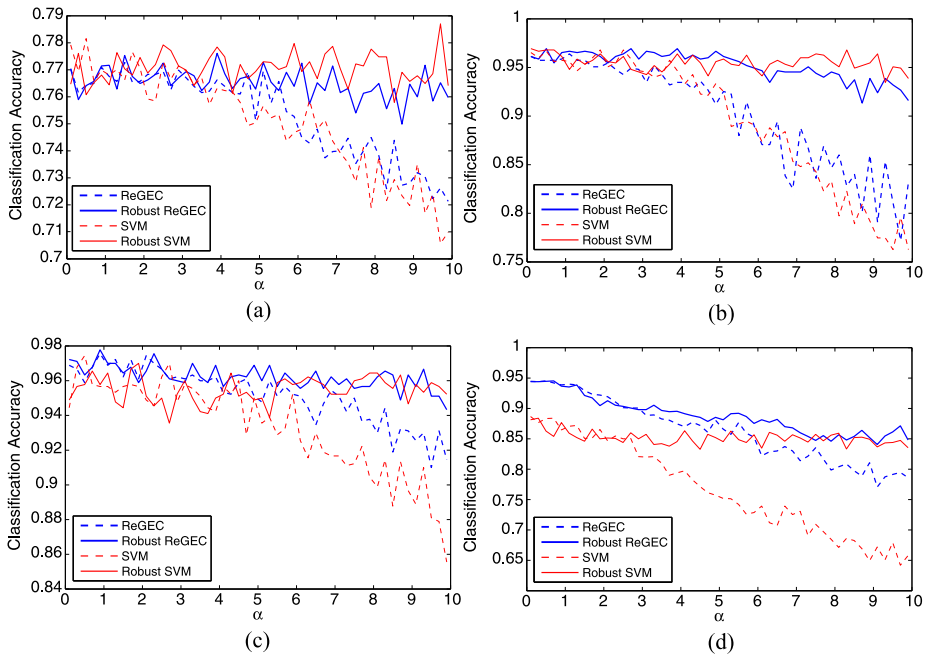 Classification Accuracy
0.79
0.78
0.77
0.76
0.75
0.74
0.73
0.72
0.71
0.7
ReGEC
Robust ReGEC
SVM
Robust SVM
0 1 2 3 4 5 6 7 8 9 10
α
(a)
Classification Accuracy
1
0.95
0.9
0.85
0.8
0.75
ReGEC
Robust ReGEC
SVM
Robust SVM
0 1 2 3 4 5 6 7 8 9 10
α
(b)
Classification Accuracy
0.98
0.96
0.94
0.92
0.9
0.88
0.86
0.84
ReGEC
Robust ReGEC
SVM
Robust SVM
0 1 2 3 4 5 6 7 8 9 10
α
(c)
Classification Accuracy
1
0.95
0.9
0.85
0.75
0.7
0.65
ReGEC
Robust ReGEC
SVM
Robust SVM
0 1 2 3 4 5 6 7 8 9 10
α
(d)